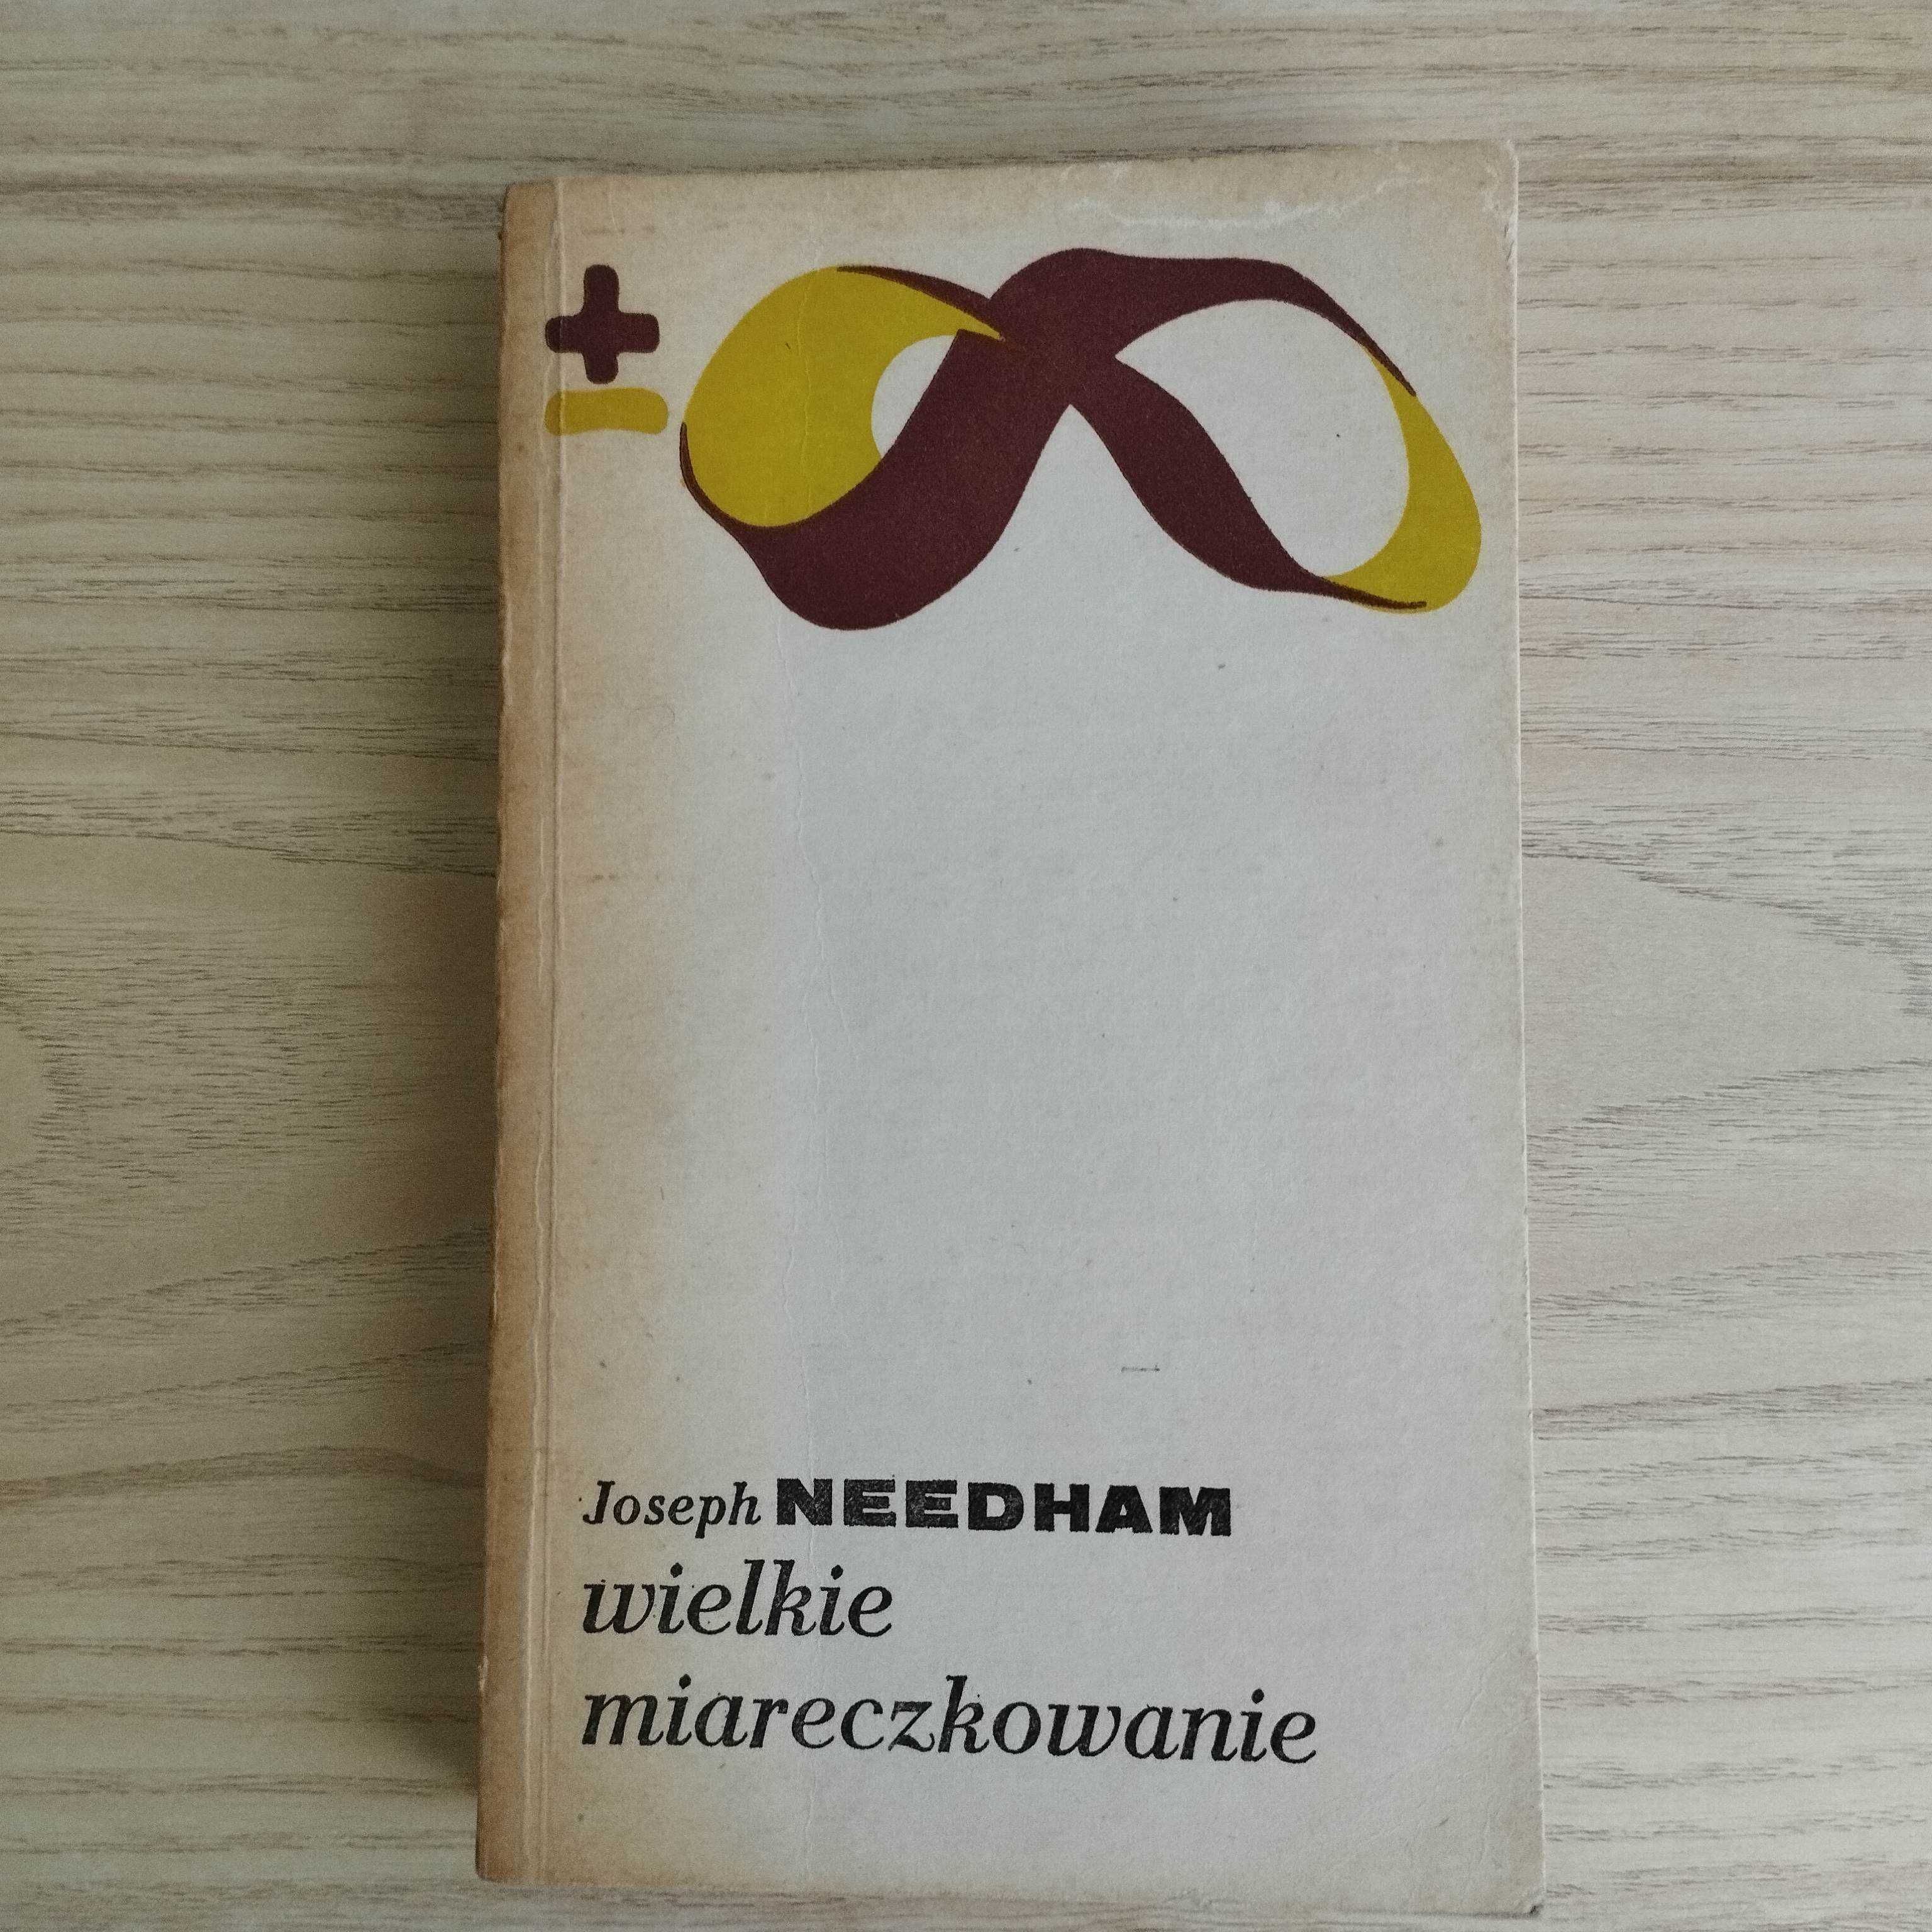 ±∞
Joseph NEEDHAM
wielkie
miareczkowanie